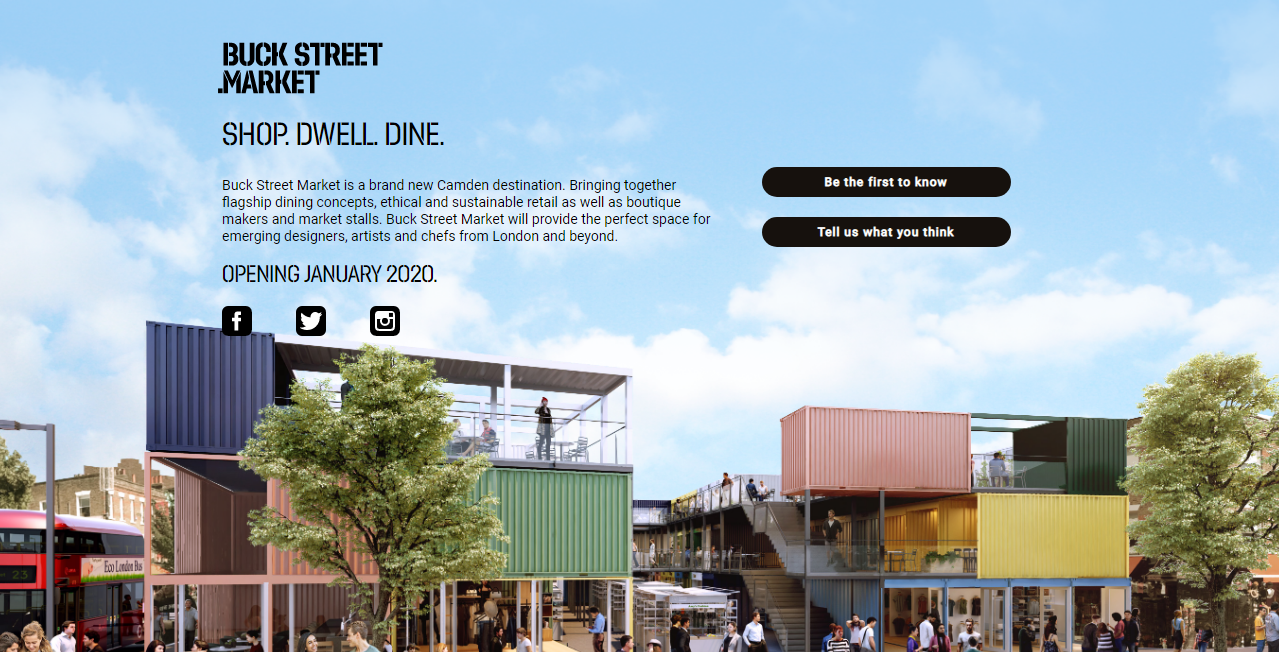 BUCK STREET
.MARKET
SHOP. DWELL. DINE.
Buck Street Market is a brand new Camden destination. Bringing together
flagship dining concepts, ethical and sustainable retail as well as boutique
makers and market stalls. Buck Street Market will provide the perfect space for
emerging designers, artists and chefs from London and beyond.
OPENING JANUARY 2020.
Be the first to know
Tell us what you think
23
Eco London Bus